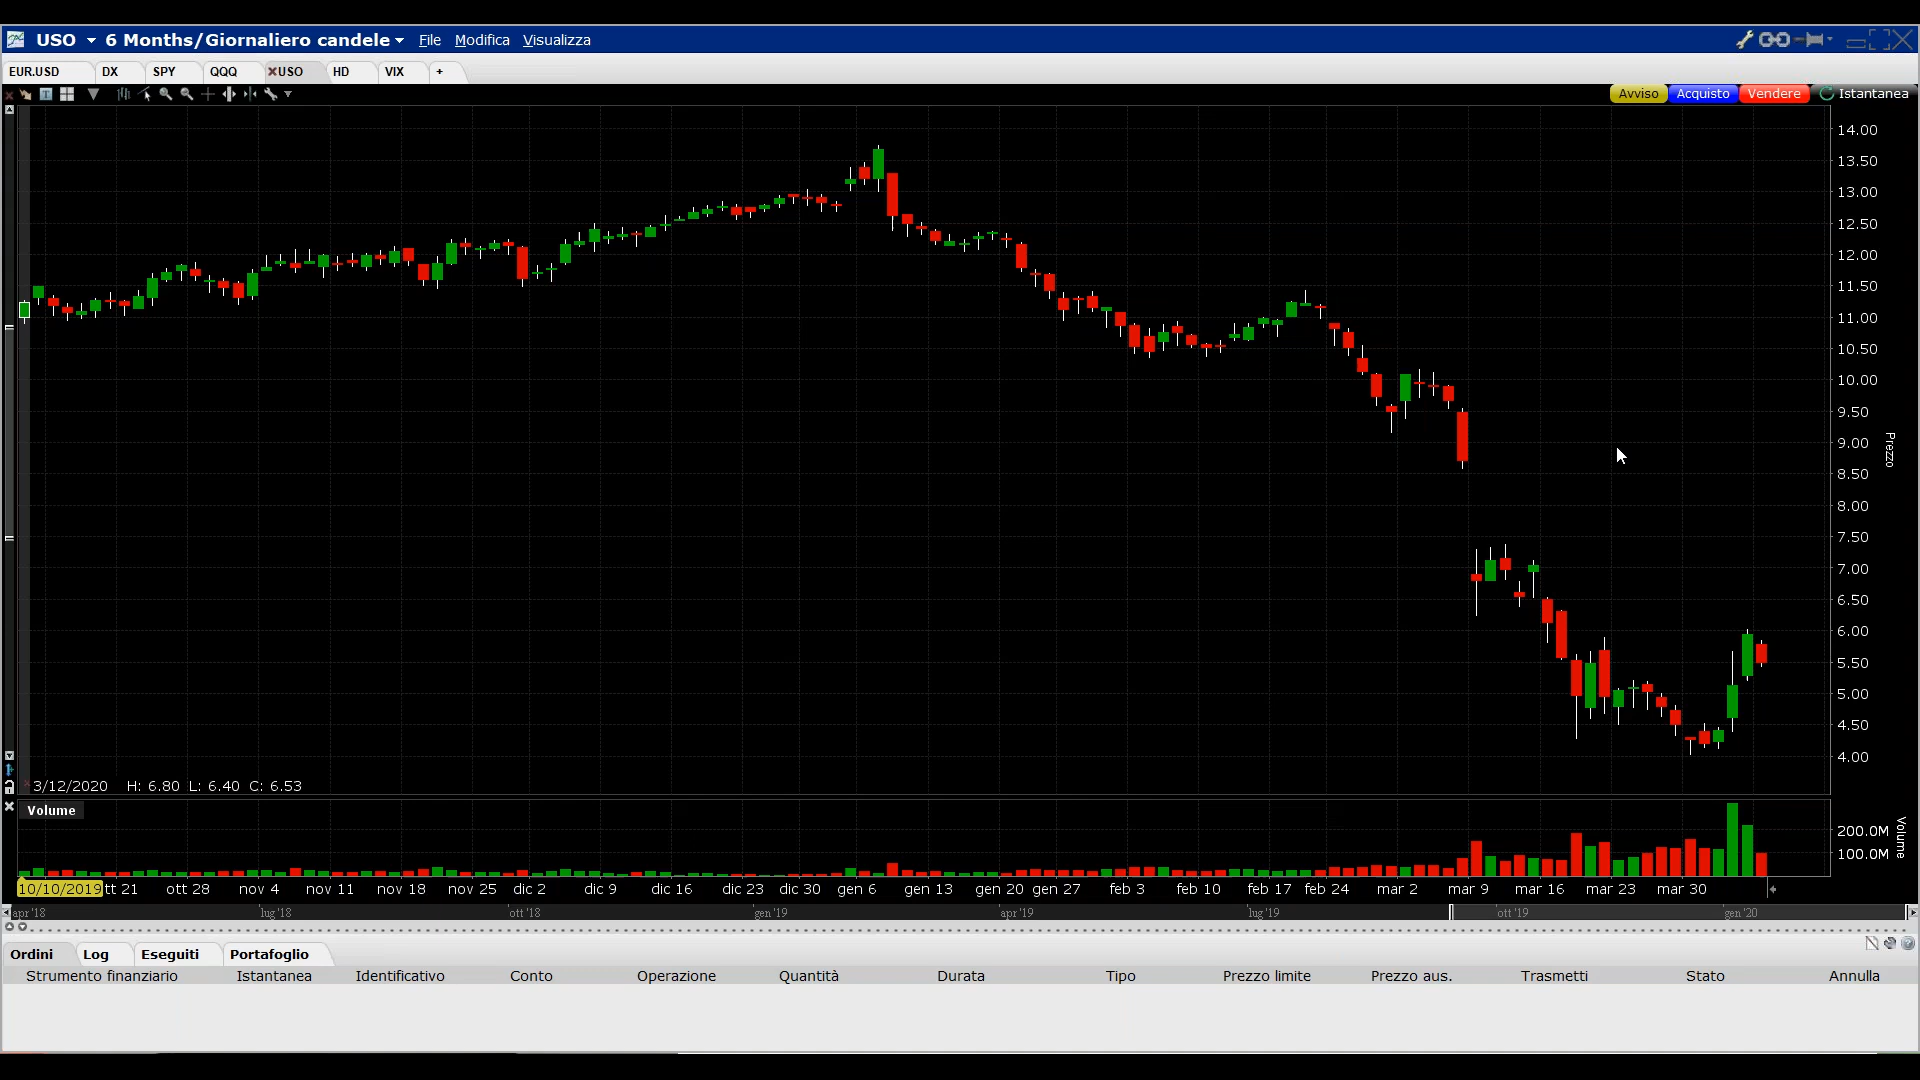 USO 6 Months/Giornaliero candele File Modifica Visualizza
EUR.USD DX SPY QQQ USO HD VIX +
Avviso Acquisto Vendere Istantanea
14.00
13.50
13.00
12.50
12.00
11.50
11.00
10.50
10.00
9.50
9.00
8.50
8.00
7.50
7.00
6.50
6.00
5.50
5.00
4.50
4.00
Prezzo
3/12/2020 H: 6.80 L: 6.40 C: 6.53
Volume
200.0M
100.0M
Volume
10/10/2019 tt 21 ott 28 nov 4 nov 11 nov 18 nov 25 dic 2 dic 9 dic 16 dic 23 dic 30 gen 6 gen 13 gen 20 gen 27 feb 3 feb 10 feb 17 feb 24 mar 2 mar 9 mar 16 mar 23 mar 30
apr '18 lug '18 ott '18 gen '19 apr '19 lug '19 ott '19 gen '20
Ordini Log Eseguiti Portafoglio
Strumento finanziario Istantanea Identificativo Conto Operazione Quantità Durata Tipo Prezzo limite Prezzo aus. Trasmetti Stato Annulla